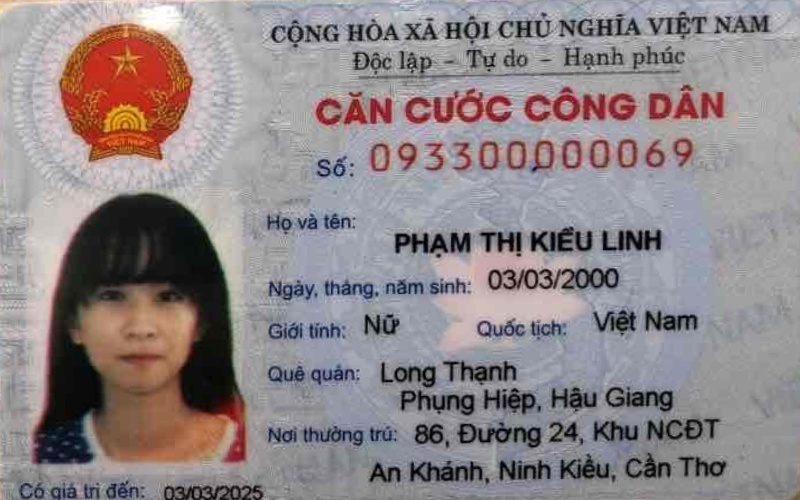 CỘNG HÒA XÃ HỘI CHỦ NGHĨA VIỆT NAM
Độc lập - Tự do - Hạnh phúc
CĂN CƯỚC CÔNG DÂN
Số: 093300000069
Họ và tên:
PHẠM THỊ KIỀU LINH
Ngày, tháng, năm sinh: 03/03/2000
Giới tính: Nữ Quốc tịch: Việt Nam
Quê quán: Long Thạnh
Phụng Hiệp, Hậu Giang
Nơi thường trú: 86, Đường 24, Khu NCĐT
An Khánh, Ninh Kiều, Cần Thơ
Có giá trị đến: 03/03/2025
VIỆT NAM